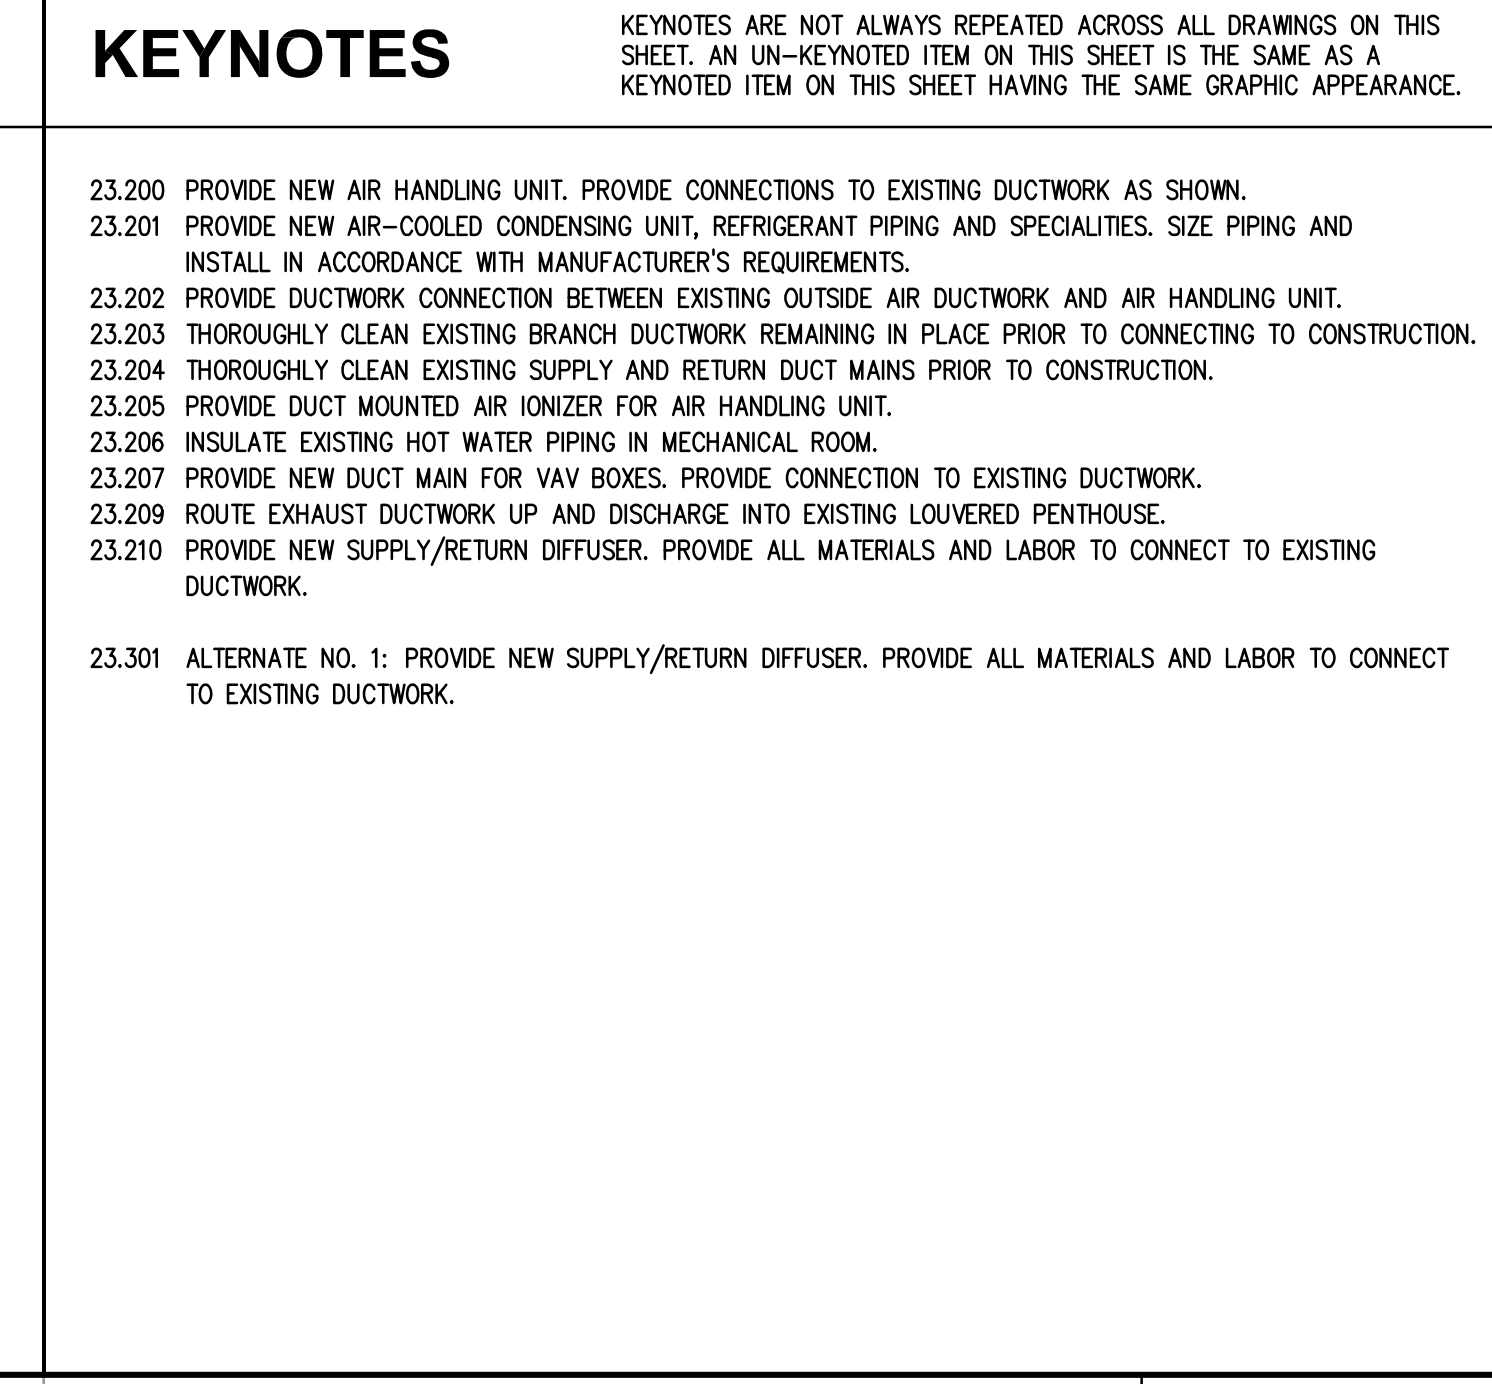 KEYNOTES
KEYNOTES ARE NOT ALWAYS REPEATED ACROSS ALL DRAWINGS ON THIS
SHEET. AN UN-KEYNOTED ITEM ON THIS SHEET IS THE SAME AS A
KEYNOTED ITEM ON THIS SHEET HAVING THE SAME GRAPHIC APPEARANCE.
23.200 PROVIDE NEW AIR HANDLING UNIT. PROVIDE CONNECTIONS TO EXISTING DUCTWORK AS SHOWN.
23.201 PROVIDE NEW AIR-COOLED CONDENSING UNIT, REFRIGERANT PIPING AND SPECIALITIES. SIZE PIPING AND
INSTALL IN ACCORDANCE WITH MANUFACTURER'S REQUIREMENTS.
23.202 PROVIDE DUCTWORK CONNECTION BETWEEN EXISTING OUTSIDE AIR DUCTWORK AND AIR HANDLING UNIT.
23.203 THOROUGHLY CLEAN EXISTING BRANCH DUCTWORK REMAINING IN PLACE PRIOR TO CONNECTING TO CONSTRUCTION.
23.204 THOROUGHLY CLEAN EXISTING SUPPLY AND RETURN DUCT MAINS PRIOR TO CONSTRUCTION.
23.205 PROVIDE DUCT MOUNTED AIR IONIZER FOR AIR HANDLING UNIT.
23.206 INSULATE EXISTING HOT WATER PIPING IN MECHANICAL ROOM.
23.207 PROVIDE NEW DUCT MAIN FOR VAV BOXES. PROVIDE CONNECTION TO EXISTING DUCTWORK.
23.209 ROUTE EXHAUST DUCTWORK UP AND DISCHARGE INTO EXISTING LOUVERED PENTHOUSE.
23.210 PROVIDE NEW SUPPLY/RETURN DIFFUSER. PROVIDE ALL MATERIALS AND LABOR TO CONNECT TO EXISTING
DUCTWORK.
23.301 ALTERNATE NO. 1: PROVIDE NEW SUPPLY/RETURN DIFFUSER. PROVIDE ALL MATERIALS AND LABOR TO CONNECT
TO EXISTING DUCTWORK.